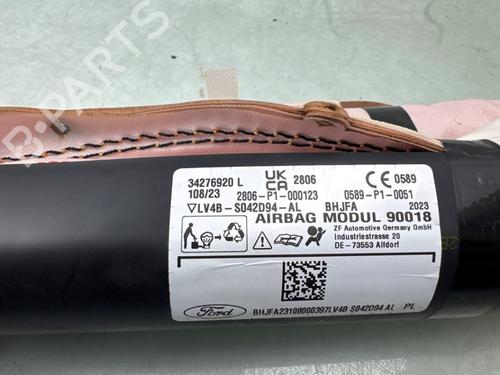 B-PARTS
34276920 L
108/23
UK
CA
2806
2806-P1-000123
CE 0589
0589-P1-0051
▽LV4B-S042D94-AL BHJFA 2023
AIRBAG MODUL 90018
ZF Automotive Germany GmbH
Industriestrasse 20
DE-73553 Alfdorf
Ford
BHJFA23108000397LV4B S042D94 AL PL